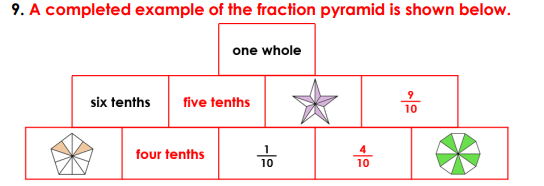 9. A completed example of the fraction pyramid is shown below.
one whole
six tenths five tenths 9/10
four tenths 1/10 4/10